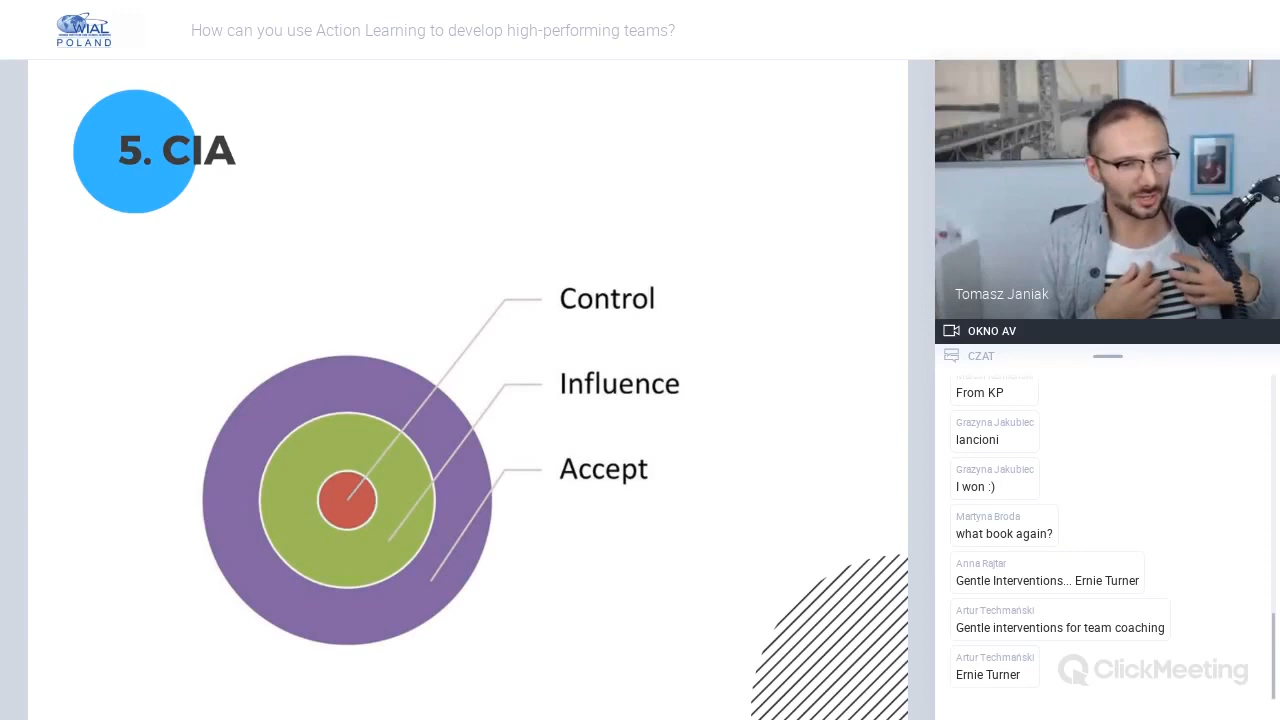 WIAL
POLAND
How can you use Action Learning to develop high-performing teams?
5. CIA
Control
Influence
Accept
Tomasz Janiak
OKNO AV
CZAT
From KP
Grazyna Jakubiec
lancioni
Grazyna Jakubiec
I won :)
Martyna Broda
what book again?
Anna Rajtar
Gentle Interventions... Ernie Turner
Artur Techmański
Gentle interventions for team coaching
Artur Techmański
Ernie Turner
ClickMeeting